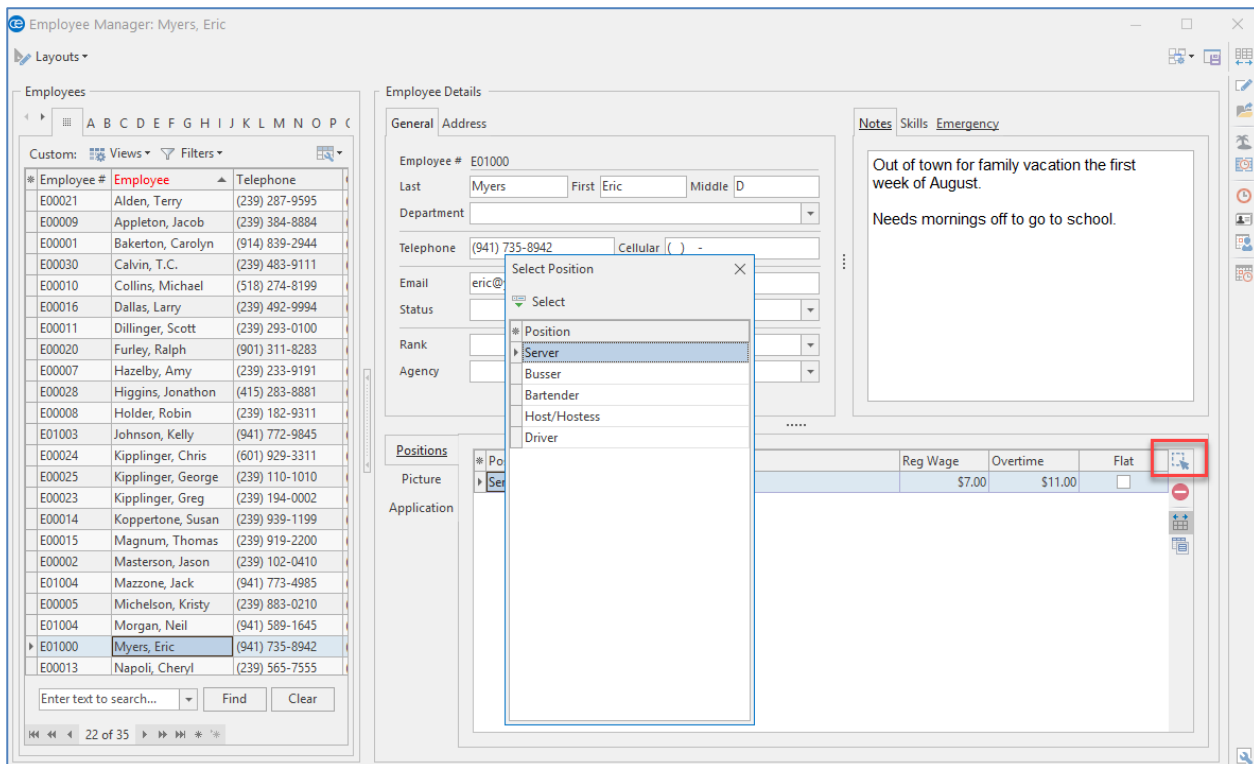 Employee Manager: Myers, Eric
Layouts
Employees
A B C D E F G H I J K L M N O P
Custom: Views Filters
Employee # Employee Telephone
E00021 Alden, Terry (239) 287-9595
E00009 Appleton, Jacob (239) 384-8884
E00001 Bakerton, Carolyn (914) 839-2944
E00030 Calvin, T.C. (239) 483-9111
E00010 Collins, Michael (518) 274-8199
E00016 Dallas, Larry (239) 492-9994
E00011 Dillinger, Scott (239) 293-0100
E00020 Furley, Ralph (901) 311-8283
E00007 Hazelby, Amy (239) 233-9191
E00028 Higgins, Jonathon (415) 283-8881
E00008 Holder, Robin (239) 182-9311
E01003 Johnson, Kelly (941) 772-9845
E00024 Kipplinger, Chris (601) 929-3311
E00025 Kipplinger, George (239) 110-1010
E00023 Kipplinger, Greg (239) 194-0002
E00014 Koppertone, Susan (239) 939-1199
E00015 Magnum, Thomas (239) 919-2200
E00002 Masterson, Jason (239) 102-0410
E01004 Mazzone, Jack (941) 773-4985
E00005 Michelson, Kristy (239) 883-0210
E01004 Morgan, Neil (941) 589-1645
E01000 Myers, Eric (941) 735-8942
E00013 Napoli, Cheryl (239) 565-7555
Enter text to search... Find Clear
22 of 35
Employee Details
General Address
Employee # E01000
Last Myers First Eric Middle D
Department
Telephone (941) 735-8942 Cellular ( ) -
Email eric@
Status
Rank
Agency
Notes Skills Emergency
Out of town for family vacation the first
week of August.
Needs mornings off to go to school.
Select Position
Select
Position
Server
Busser
Bartender
Host/Hostess
Driver
Positions
Picture
Application
Po Reg Wage Overtime Flat
Ser $7.00 $11.00